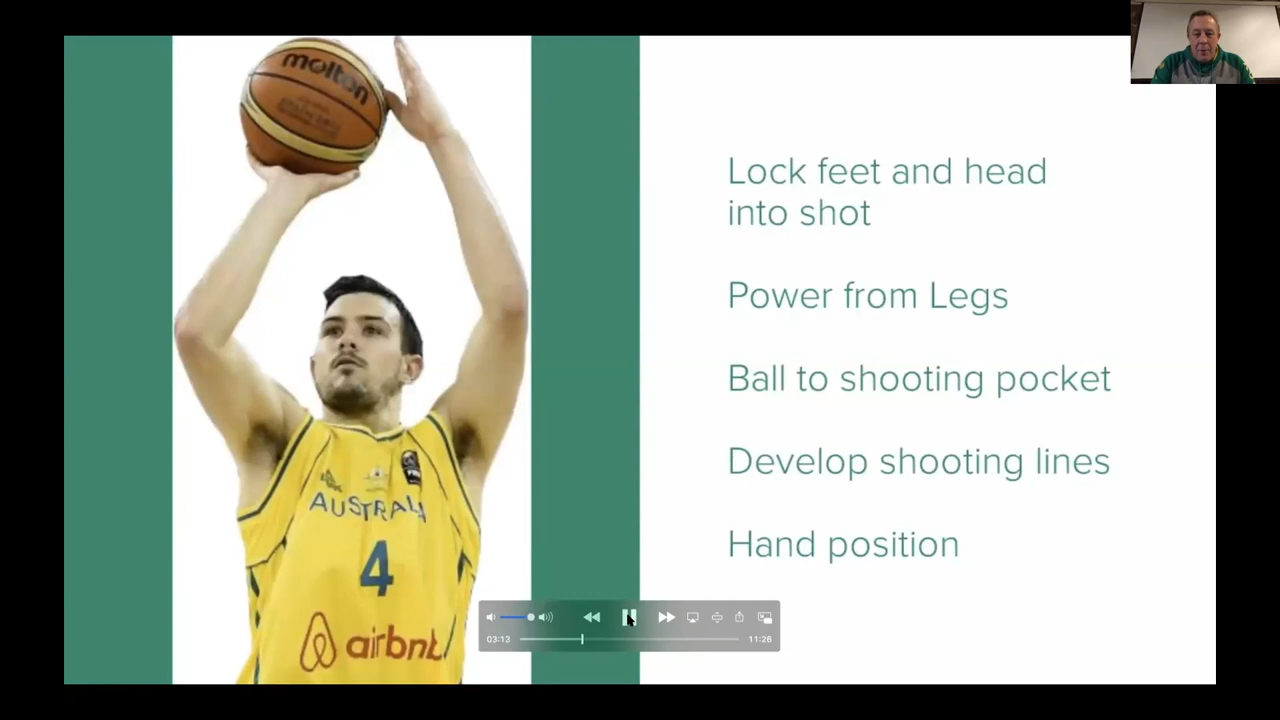 molten
Lock feet and head
into shot
Power from Legs
Ball to shooting pocket
Develop shooting lines
Hand position
AUSTRALIA
4
airbnb
03:13
11:26